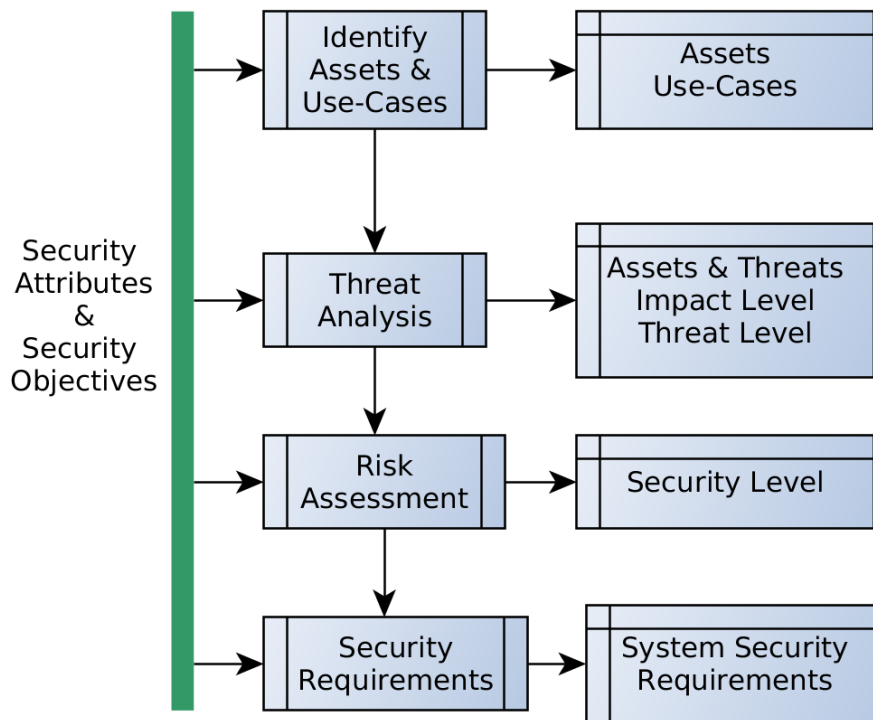 Identify
Assets &
Use-Cases
Assets
Use-Cases
Security
Attributes
&
Security
Objectives
Threat
Analysis
Assets & Threats
Impact Level
Threat Level
Risk
Assessment
Security Level
Security
Requirements
System Security
Requirements